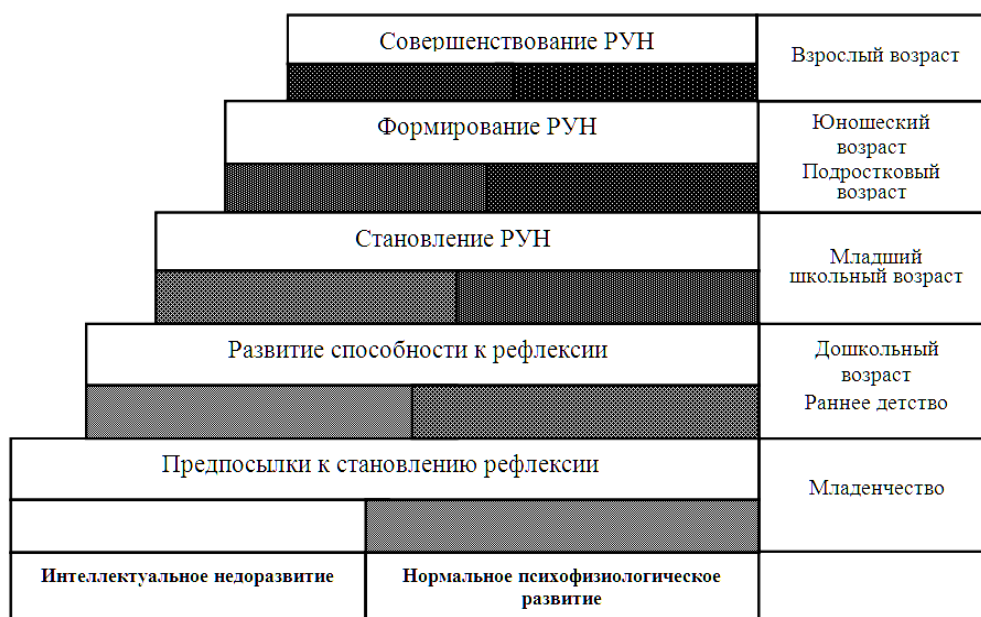 Совершенствование РУН
Взрослый возраст
Формирование РУН
Юношеский
возраст
Подростковый
возраст
Становление РУН
Младший
школьный возраст
Развитие способности к рефлексии
Дошкольный
возраст
Раннее детство
Предпосылки к становлению рефлексии
Младенчество
Интеллектуальное недоразвитие
Нормальное психофизиологическое
развитие